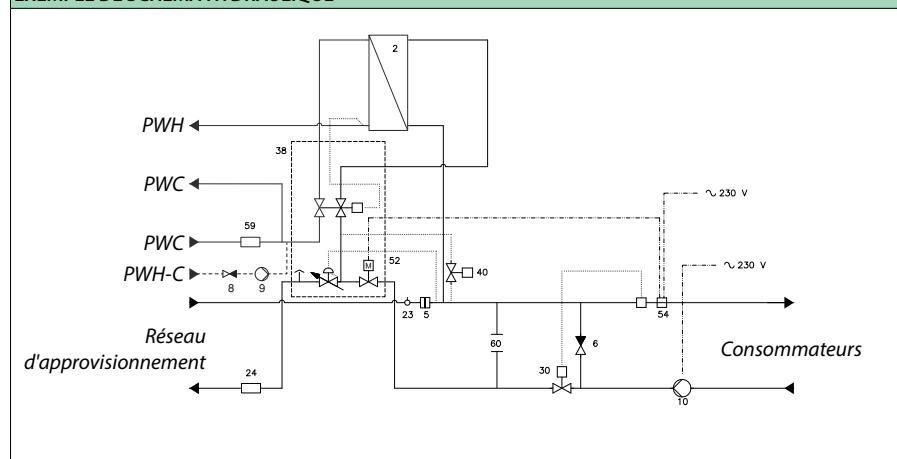 EXEMPLE DE SCHÉMA HYDRAULIQUE
2
PWH
38
PWC
~ 230 V
59
PWC
52
~ 230 V
PWH-C
M
40
8
9
23
5
54
Réseau
d'approvisionnement
60
6
Consommateurs
24
30
10